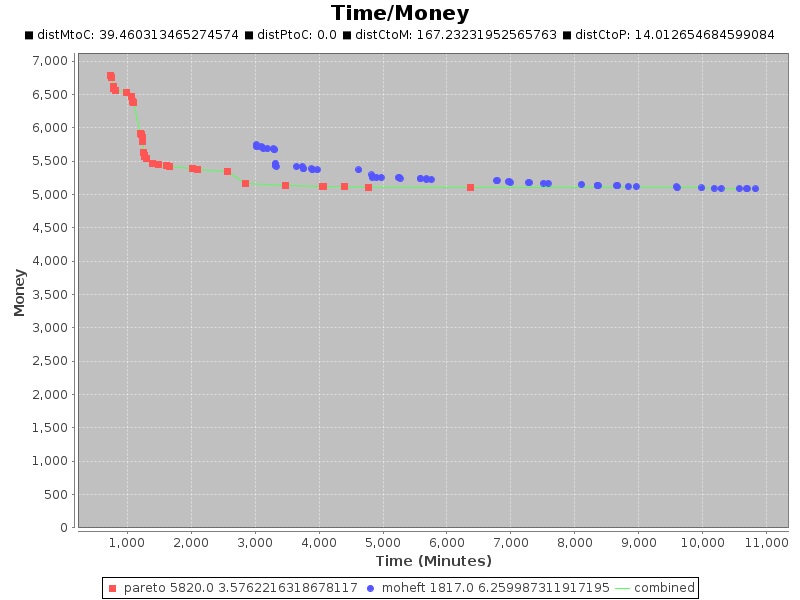 Time/Money
distMtoC: 39.460313465274574 distPtoC: 0.0 distCtoM: 167.23231952565763 distCtoP: 14.012654684599084
7,000
6,500
6,000
5,500
5,000
4,500
4,000
3,500
3,000
2,500
2,000
1,500
1,000
500
0
Money
1,000 2,000 3,000 4,000 5,000 6,000 7,000 8,000 9,000 10,000 11,000
Time (Minutes)
pareto 5820.0 3.5762216318678117 moheft 1817.0 6.259987311917195 combined